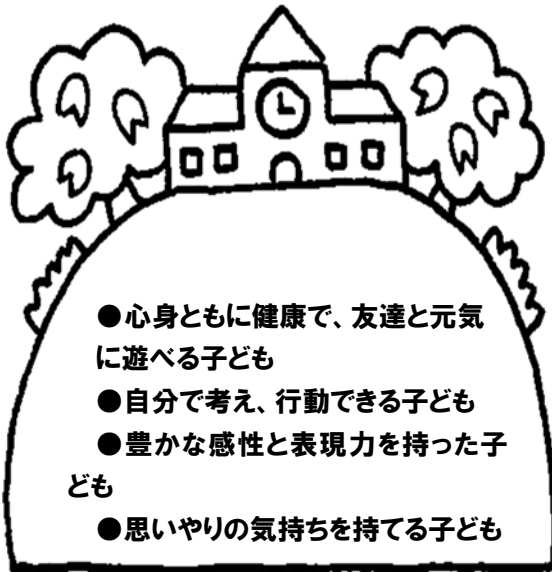 ●心身ともに健康で、友達と元気
に遊べる子ども
●自分で考え、行動できる子ども
●豊かな感性と表現力を持った子
ども
●思いやりの気持ちを持てる子ども